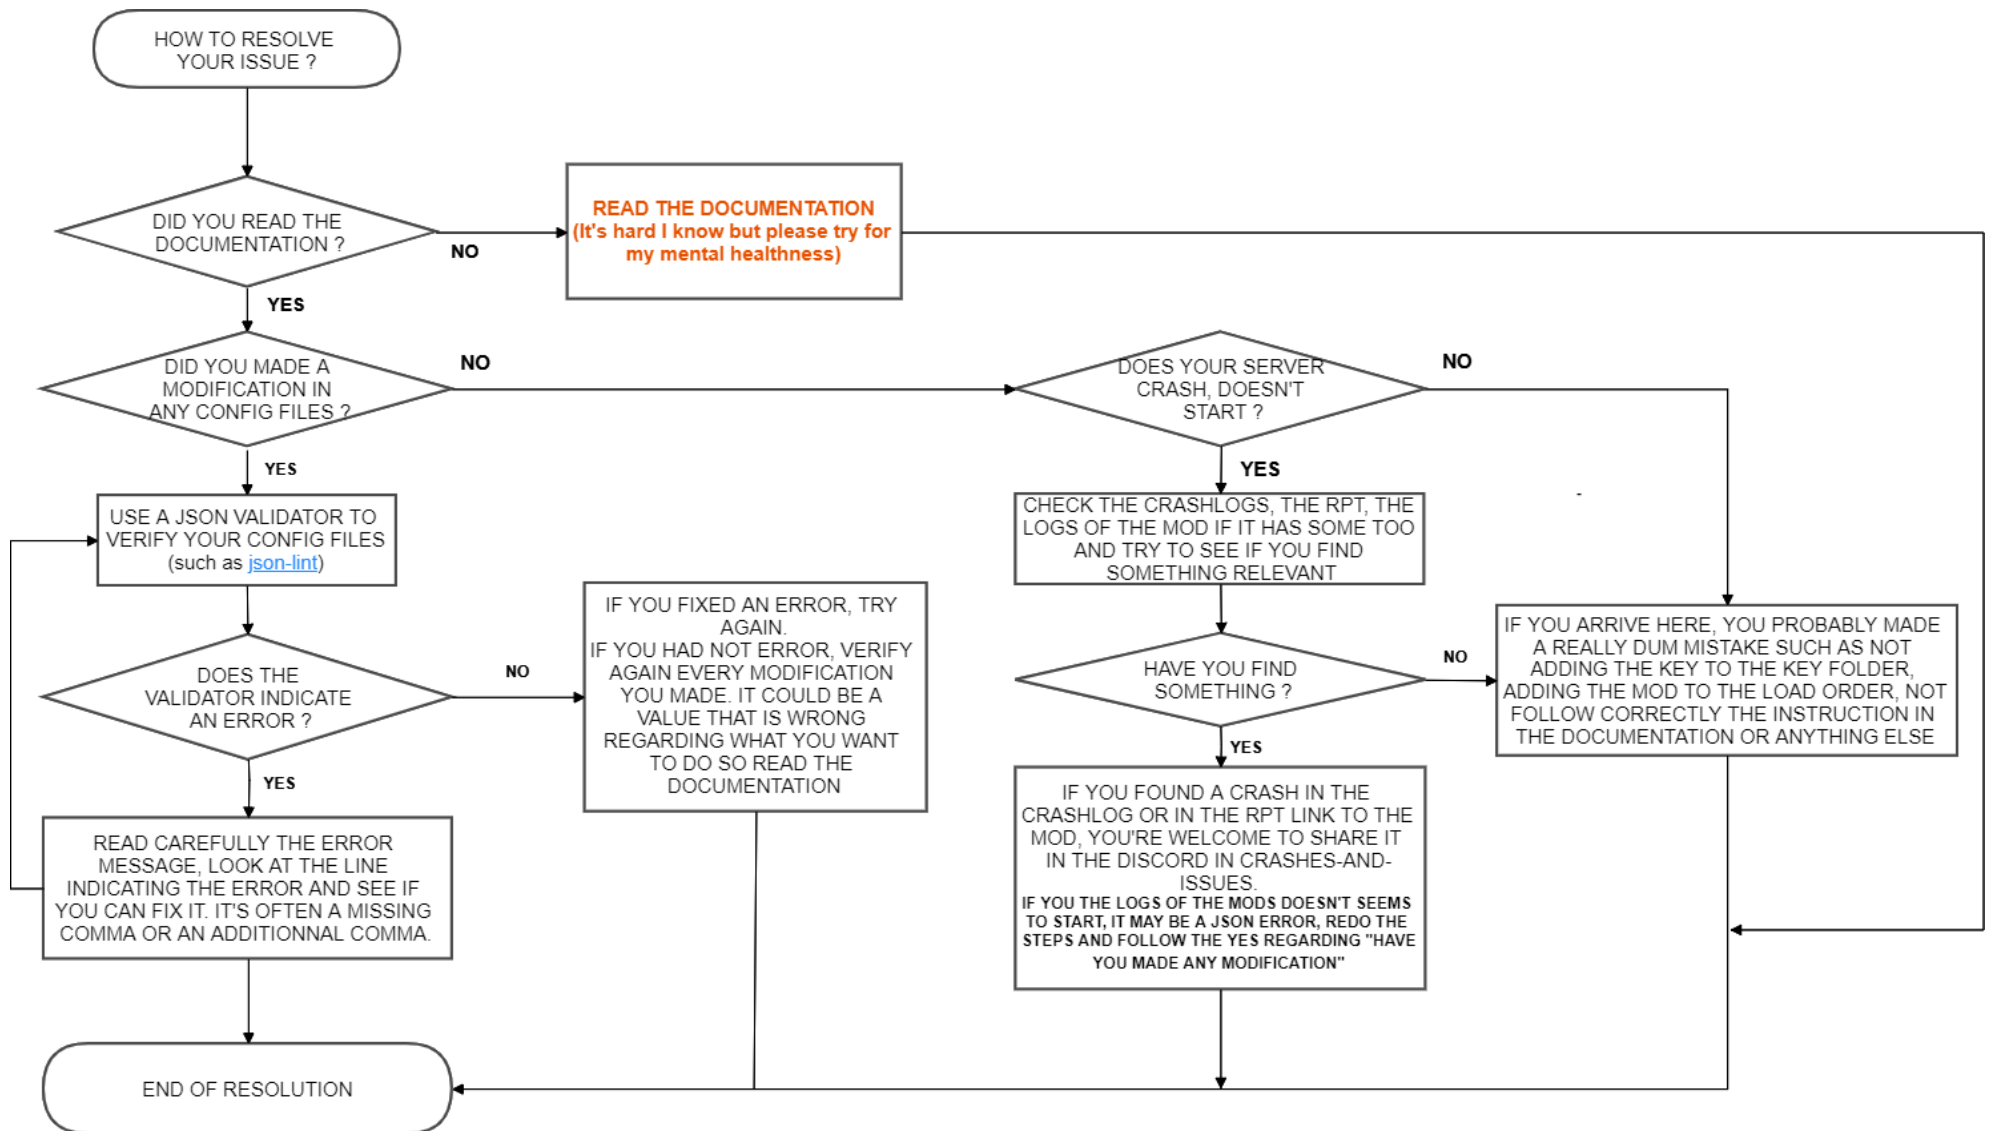 HOW TO RESOLVE
YOUR ISSUE ?
DID YOU READ THE
DOCUMENTATION ?
NO
READ THE DOCUMENTATION
(It's hard I know but please try for
my mental healthness)
YES
DID YOU MADE A
MODIFICATION IN
ANY CONFIG FILES ?
NO
DOES YOUR SERVER
CRASH, DOESN'T
START ?
NO
YES
USE A JSON VALIDATOR TO
VERIFY YOUR CONFIG FILES
(such as json-lint)
YES
CHECK THE CRASHLOGS, THE RPT, THE
LOGS OF THE MOD IF IT HAS SOME TOO
AND TRY TO SEE IF YOU FIND
SOMETHING RELEVANT
-
DOES THE
VALIDATOR INDICATE
AN ERROR ?
NO
IF YOU FIXED AN ERROR, TRY
AGAIN.
IF YOU HAD NOT ERROR, VERIFY
AGAIN EVERY MODIFICATION
YOU MADE. IT COULD BE A
VALUE THAT IS WRONG
REGARDING WHAT YOU WANT
TO DO SO READ THE
DOCUMENTATION
HAVE YOU FIND
SOMETHING ?
NO
IF YOU ARRIVE HERE, YOU PROBABLY MADE
A REALLY DUM MISTAKE SUCH AS NOT
ADDING THE KEY TO THE KEY FOLDER,
ADDING THE MOD TO THE LOAD ORDER, NOT
FOLLOW CORRECTLY THE INSTRUCTION IN
THE DOCUMENTATION OR ANYTHING ELSE
YES
READ CAREFULLY THE ERROR
MESSAGE, LOOK AT THE LINE
INDICATING THE ERROR AND SEE IF
YOU CAN FIX IT. IT'S OFTEN A MISSING
COMMA OR AN ADDITIONNAL COMMA.
YES
IF YOU FOUND A CRASH IN THE
CRASHLOG OR IN THE RPT LINK TO THE
MOD, YOU'RE WELCOME TO SHARE IT
IN THE DISCORD IN CRASHES-AND-
ISSUES.
IF YOU THE LOGS OF THE MODS DOESN'T SEEMS
TO START, IT MAY BE A JSON ERROR, REDO THE
STEPS AND FOLLOW THE YES REGARDING "HAVE
YOU MADE ANY MODIFICATION"
END OF RESOLUTION